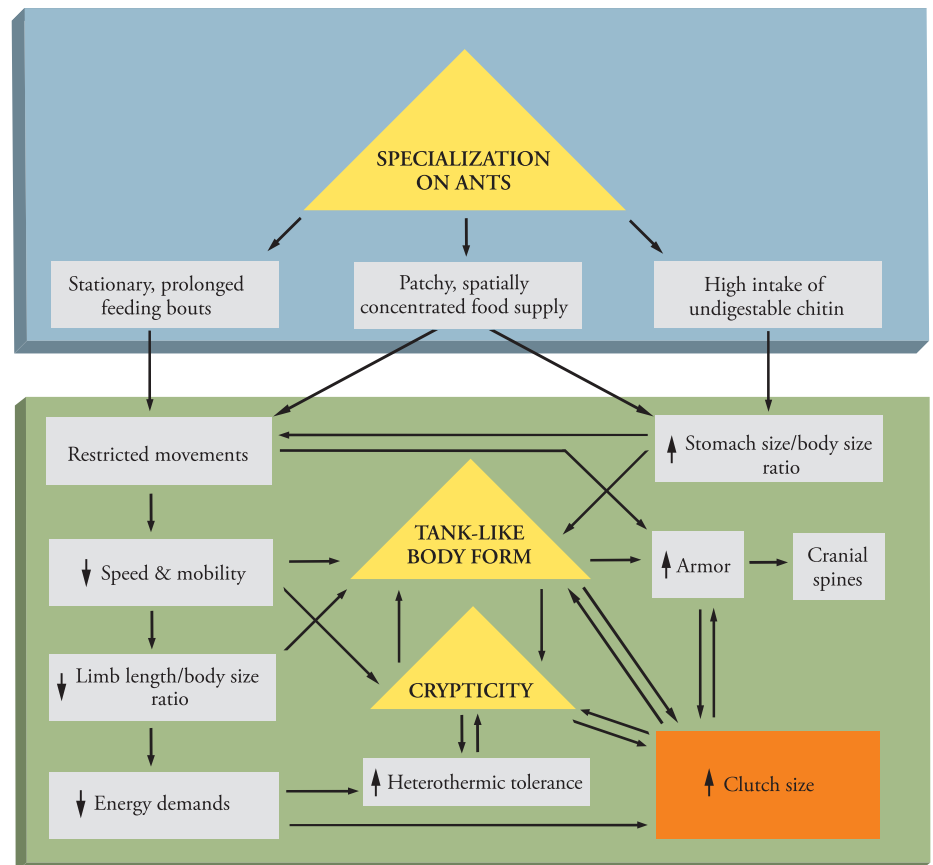 SPECIALIZATION
ON ANTS
Stationary, prolonged
feeding bouts
Patchy, spatially
concentrated food supply
High intake of
undigestable chitin
Restricted movements
Stomach size/body size
ratio
TANK-LIKE
BODY FORM
Armor
Cranial
spines
Speed & mobility
Limb length/body size
ratio
CRYPTICITY
Energy demands
Heterothermic tolerance
Clutch size